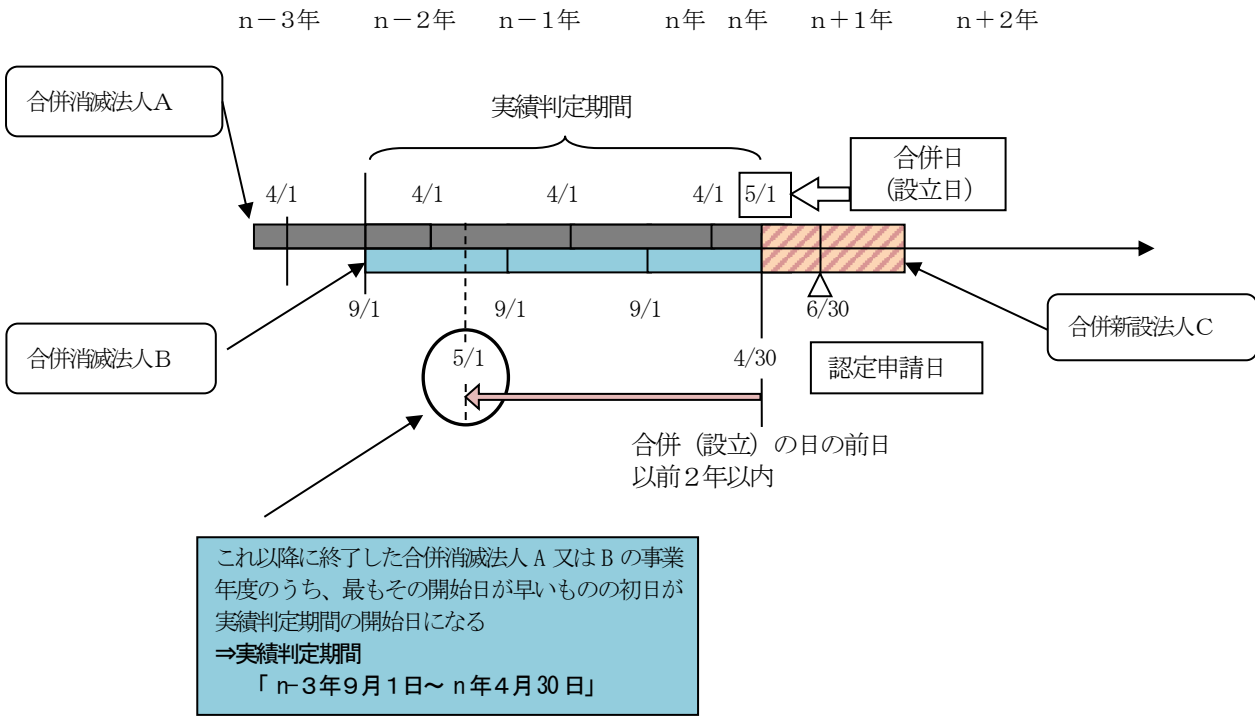 n－3年 n－2年 n－1年 n年 n年 n＋1年 n＋2年
合併消滅法人A
実績判定期間
合併日
（設立日）
4/1 4/1 4/1 4/1 5/1
9/1 9/1 9/1 6/30
合併消滅法人B
合併新設法人C
5/1 4/30
認定申請日
合併（設立）の日の前日
以前２年以内
これ以降に終了した合併消滅法人 A 又は B の事業
年度のうち、最もその開始日が早いものの初日が
実績判定期間の開始日になる
⇒実績判定期間
「 n-3年９月１日～ n 年４月30 日」